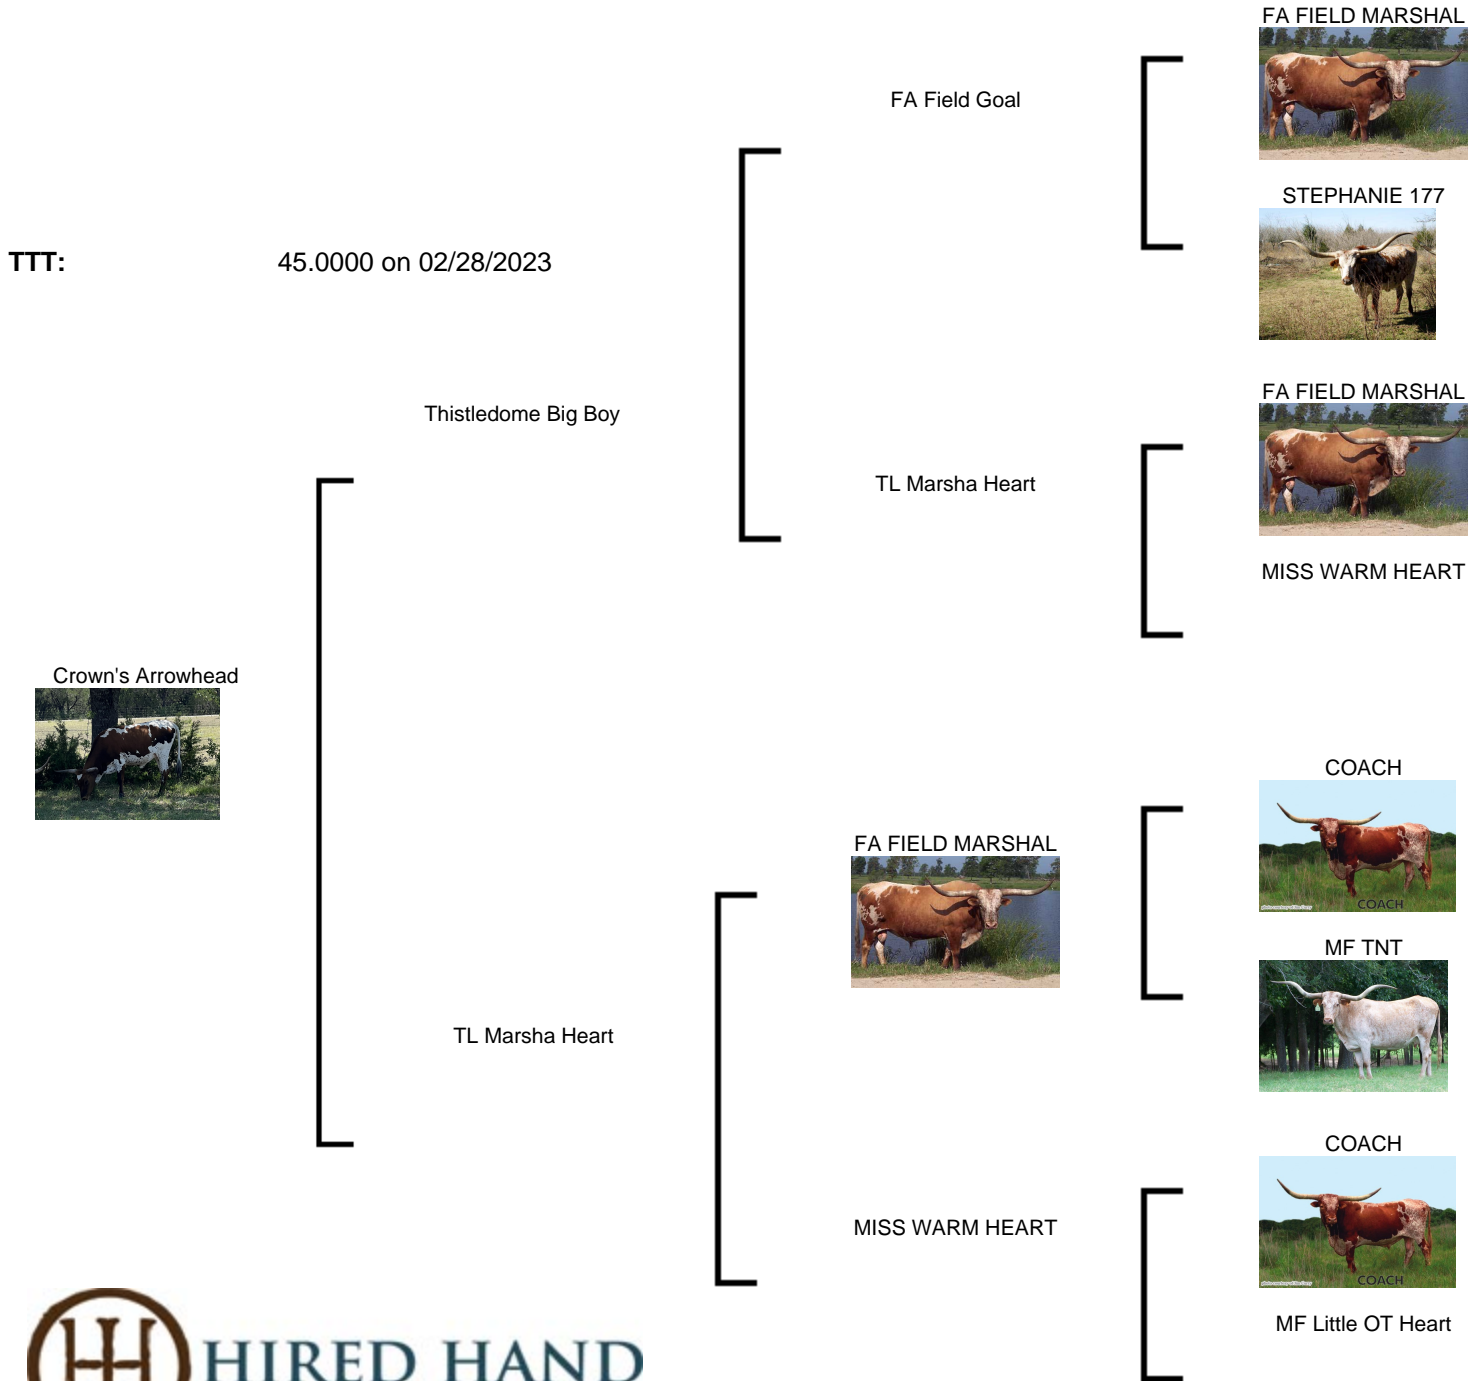 FA FIELD MARSHAL
FA Field Goal
STEPHANIE 177
TTT: 45.0000 on 02/28/2023
FA FIELD MARSHAL
Thistledome Big Boy
TL Marsha Heart
MISS WARM HEART
Crown's Arrowhead
COACH
COACH
FA FIELD MARSHAL
MF TNT
TL Marsha Heart
COACH
COACH
MISS WARM HEART
MF Little OT Heart
HIRED HAND